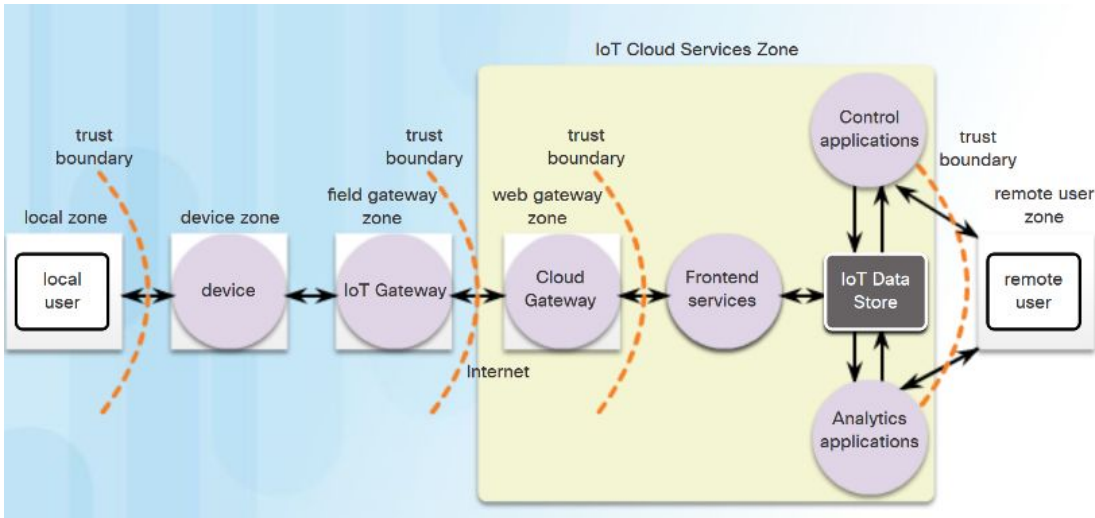 IoT Cloud Services Zone
Control
applications
trust
boundary
trust
boundary
trust
boundary
trust
boundary
field gateway
zone
web gateway
zone
remote user
zone
local zone
device zone
local
user
device
IoT Gateway
Cloud
Gateway
Frontend
services
IoT Data
Store
remote
user
Internet
Analytics
applications